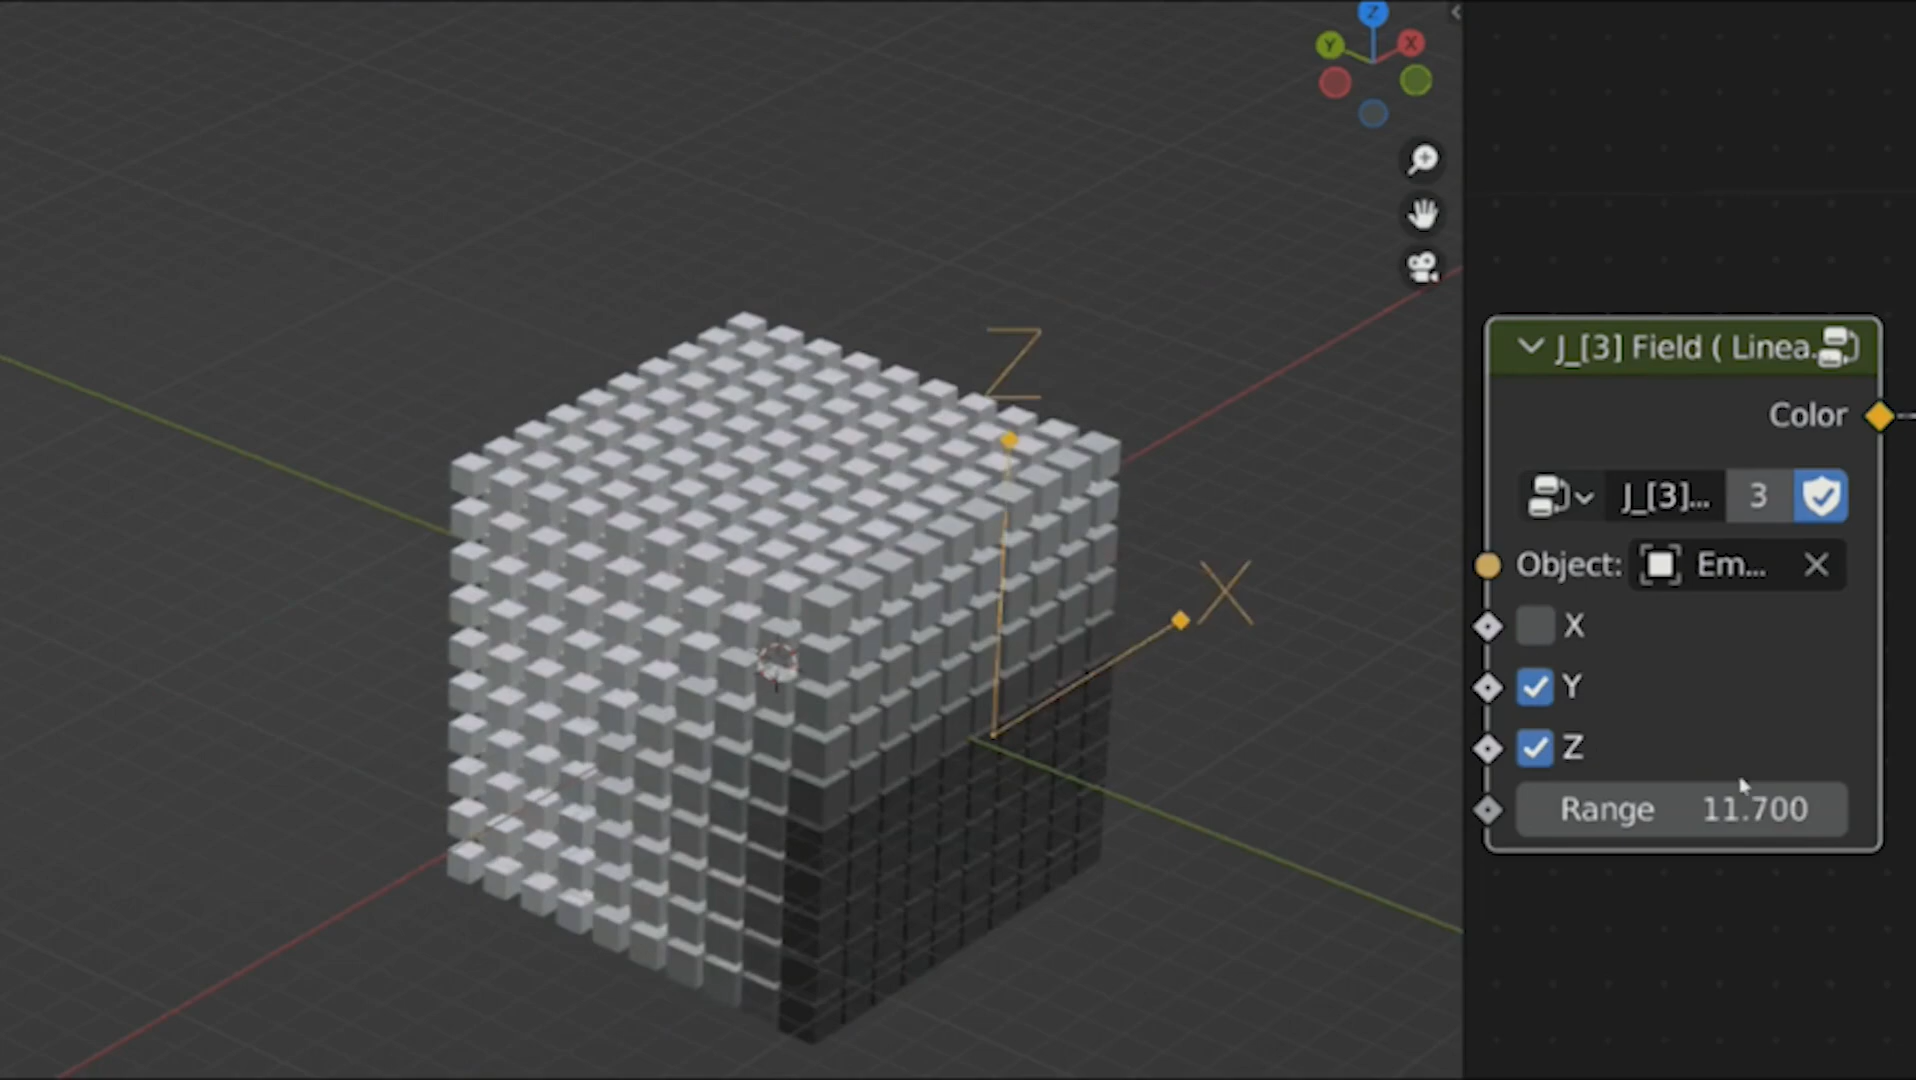 Z
Y
X
Z
X
J_[3] Field ( Linea.
Color
J_[3]... 3
Object: Em...
X
Y
Z
Range 11.700